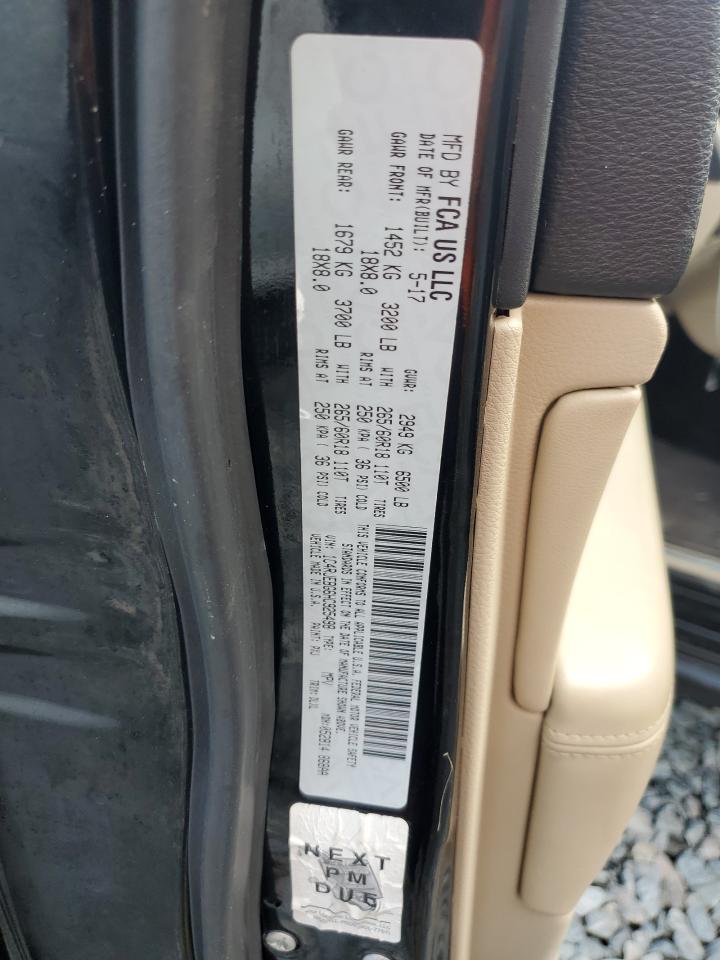 MFD BY FCA US LLC
DATE OF MFR(BUILT): 5-17 GVWR: 2949 KG 6500 LB
GAWR FRONT: 1452 KG 3200 LB WITH 265/60R18 110T TIRES
18X8.0 RIMS AT 250 KPA ( 36 PSI) COLD
GAWR REAR: 1679 KG 3700 LB WITH 265/60R18 110T TIRES
18X8.0 RIMS AT 250 KPA ( 36 PSI) COLD
THIS VEHICLE CONFORMS TO ALL APPLICABLE U.S.A. FEDERAL MOTOR VEHICLE SAFETY
STANDARDS IN EFFECT ON THE DATE OF MANUFACTURE SHOWN ABOVE.
TYPE: MPV
VEHICLE MADE IN U.S.A. PAINT: PXJ
NEXT
PM
DUE